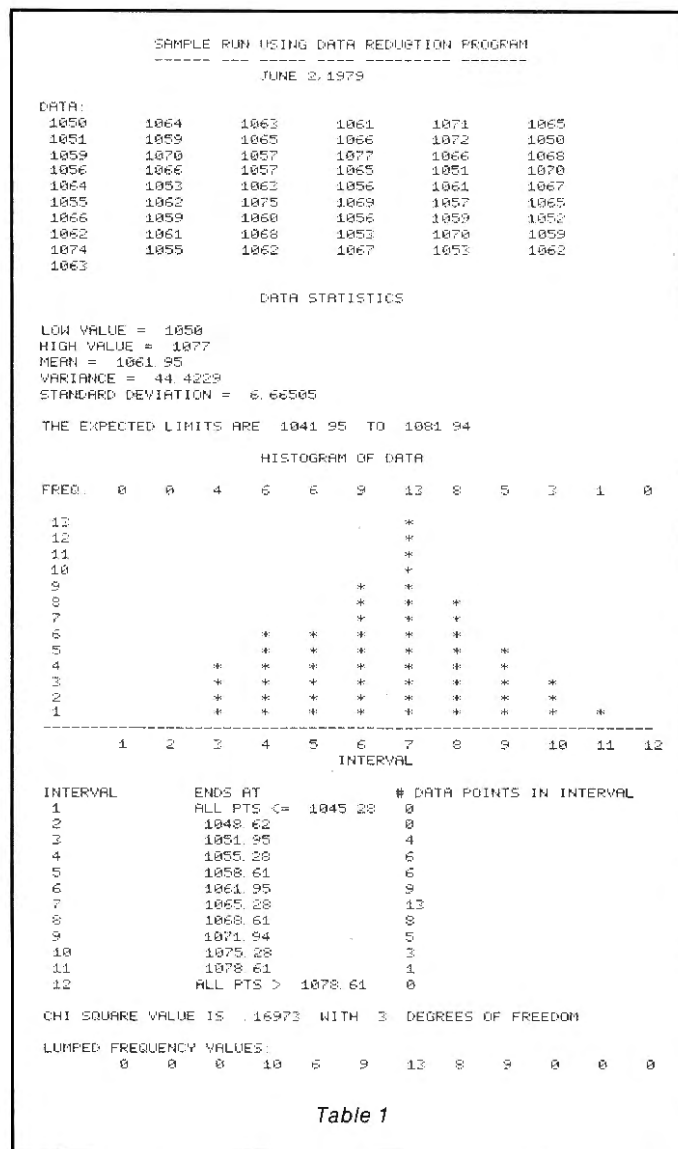 SAMPLE RUN USING DATA REDUCTION PROGRAM
------ --- ----- ---- --------- -------
JUNE 2,1979
DATA:
1050 1064 1063 1061 1071 1065
1051 1059 1065 1066 1072 1050
1059 1070 1057 1077 1066 1068
1056 1066 1057 1065 1051 1070
1064 1053 1063 1056 1061 1067
1055 1062 1075 1069 1057 1065
1066 1059 1060 1056 1059 1052
1062 1061 1068 1053 1070 1059
1074 1055 1062 1067 1053 1062
1063
DATA STATISTICS
LOW VALUE = 1050
HIGH VALUE = 1077
MEAN = 1061.95
VARIANCE = 44.4229
STANDARD DEVIATION = 6.66505
THE EXPECTED LIMITS ARE 1041.95 TO 1081.94
HISTOGRAM OF DATA
FREQ. 0 0 4 6 6 9 13 8 5 3 1 0
13 *
12 *
11 *
10 *
9 * *
8 * * *
7 * * *
6 * * * * *
5 * * * * * *
4 * * * * * * *
3 * * * * * * * *
2 * * * * * * * *
1 * * * * * * * * *
1 2 3 4 5 6 7 8 9 10 11 12
INTERVAL
INTERVAL ENDS AT # DATA POINTS IN INTERVAL
1 ALL PTS <= 1045.28 0
2 1048.62 0
3 1051.95 4
4 1055.28 6
5 1058.61 6
6 1061.95 9
7 1065.28 13
8 1068.61 8
9 1071.94 5
10 1075.28 3
11 1078.61 1
12 ALL PTS > 1078.61 0
CHI SQUARE VALUE IS .16973 WITH 3 DEGREES OF FREEDOM
LUMPED FREQUENCY VALUES:
0 0 0 10 6 9 13 8 9 0 0 0
Table 1